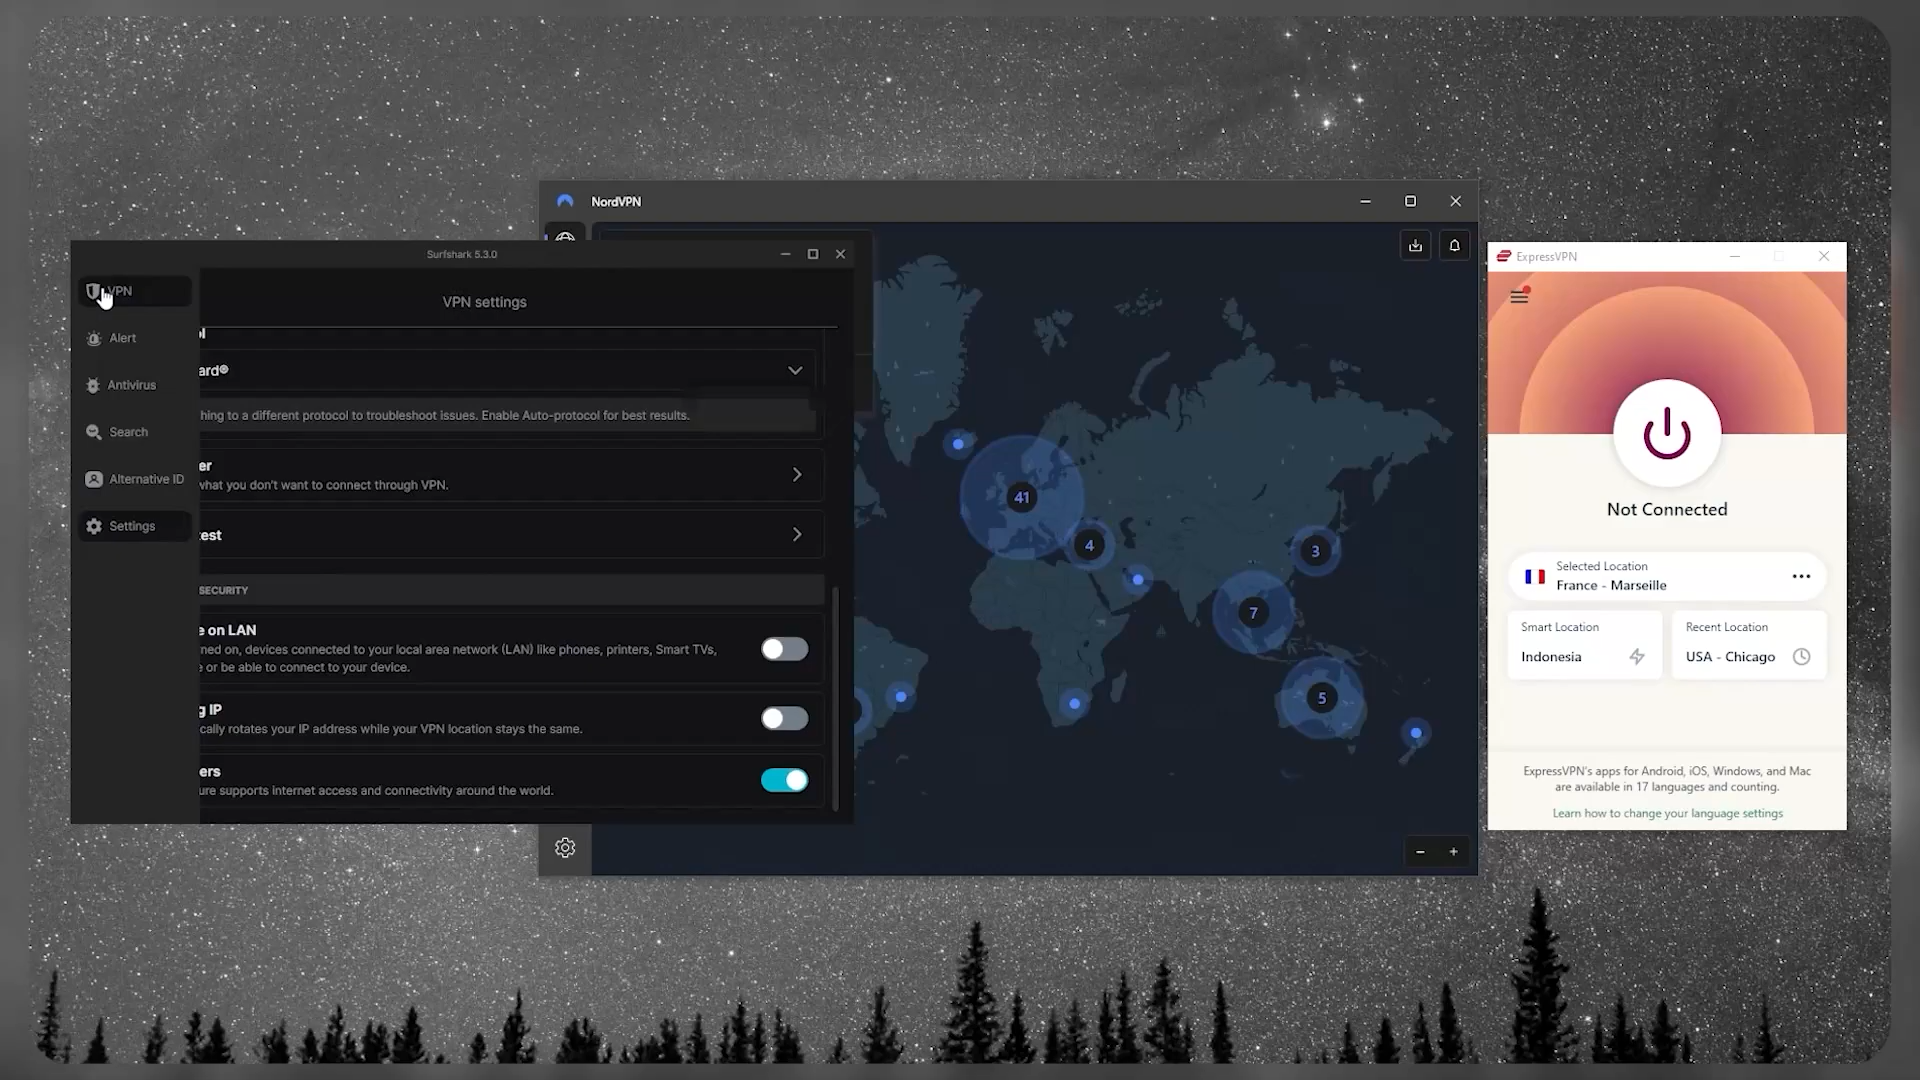 NordVPN
Surfshark 5.3.0
VPN
Alert
Antivirus
Search
Alternative ID
Settings
VPN settings
ol
ard®
hing to a different protocol to troubleshoot issues. Enable Auto-protocol for best results.
er
what you don't want to connect through VPN.
test
SECURITY
e on LAN
ned on, devices connected to your local area network (LAN) like phones, printers, Smart TVs,
e or be able to connect to your device.
g IP
cally rotates your IP address while your VPN location stays the same.
ers
ure supports internet access and connectivity around the world.
41
4
3
7
5
ExpressVPN
Not Connected
Selected Location
France - Marseille
Smart Location
Indonesia
Recent Location
USA - Chicago
ExpressVPN's apps for Android, iOS, Windows, and Mac
are available in 17 languages and counting.
Learn how to change your language settings